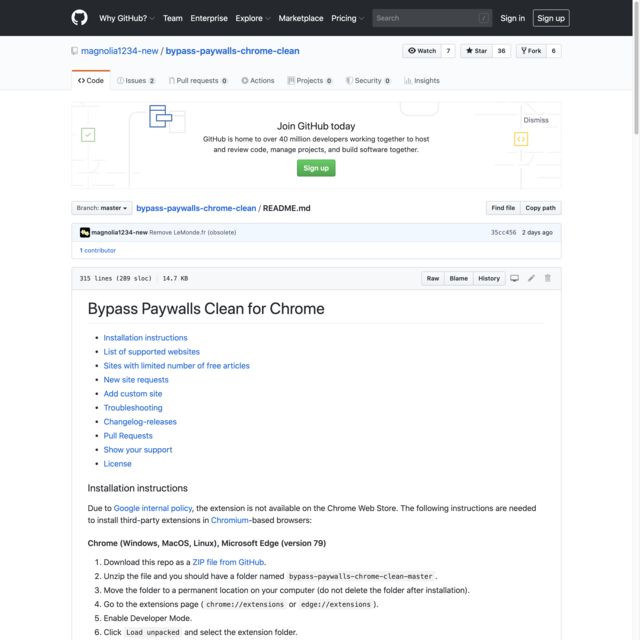 Why GitHub? Team Enterprise Explore Marketplace Pricing Search / Sign in Sign up
magnolia1234-new / bypass-paywalls-chrome-clean Watch 7 Star 36 Fork 6
Code Issues 2 Pull requests 0 Actions Projects 0 Security 0 Insights
Join GitHub today
Dismiss
GitHub is home to over 40 million developers working together to host
and review code, manage projects, and build software together.
Sign up
Branch: master bypass-paywalls-chrome-clean / README.md Find file Copy path
magnolia1234-new Remove LeMonde.fr (obsolete) 35cc456 2 days ago
1 contributor
315 lines (289 sloc) 14.7 KB Raw Blame History
Bypass Paywalls Clean for Chrome
• Installation instructions
• List of supported websites
• Sites with limited number of free articles
• New site requests
• Add custom site
• Troubleshooting
• Changelog-releases
• Pull Requests
• Show your support
• License
Installation instructions
Due to Google internal policy, the extension is not available on the Chrome Web Store. The following instructions are needed
to install third-party extensions in Chromium-based browsers:
Chrome (Windows, MacOS, Linux), Microsoft Edge (version 79)
1. Download this repo as a ZIP file from GitHub.
2. Unzip the file and you should have a folder named bypass-paywalls-chrome-clean-master.
3. Move the folder to a permanent location on your computer (do not delete the folder after installation).
4. Go to the extensions page (chrome://extensions or edge://extensions).
5. Enable Developer Mode.
6. Click Load unpacked and select the extension folder.